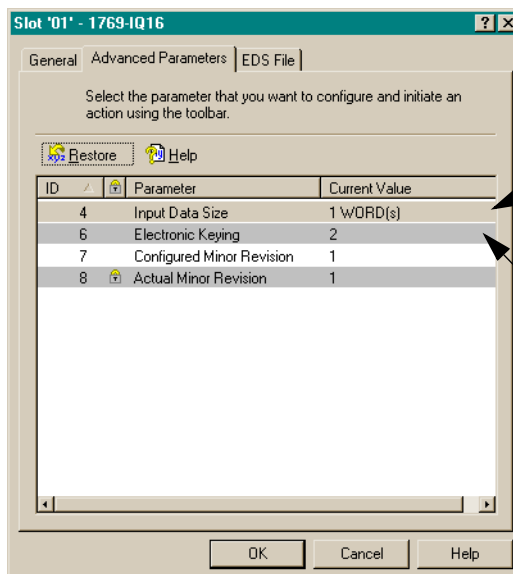 Slot '01' - 1769-IQ16
General Advanced Parameters EDS File
Select the parameter that you want to configure and initiate an
action using the toolbar.
xyz Restore Help
ID Parameter Current Value
4 Input Data Size 1 WORD(s)
6 Electronic Keying 2
7 Configured Minor Revision 1
8 Actual Minor Revision 1
OK Cancel Help